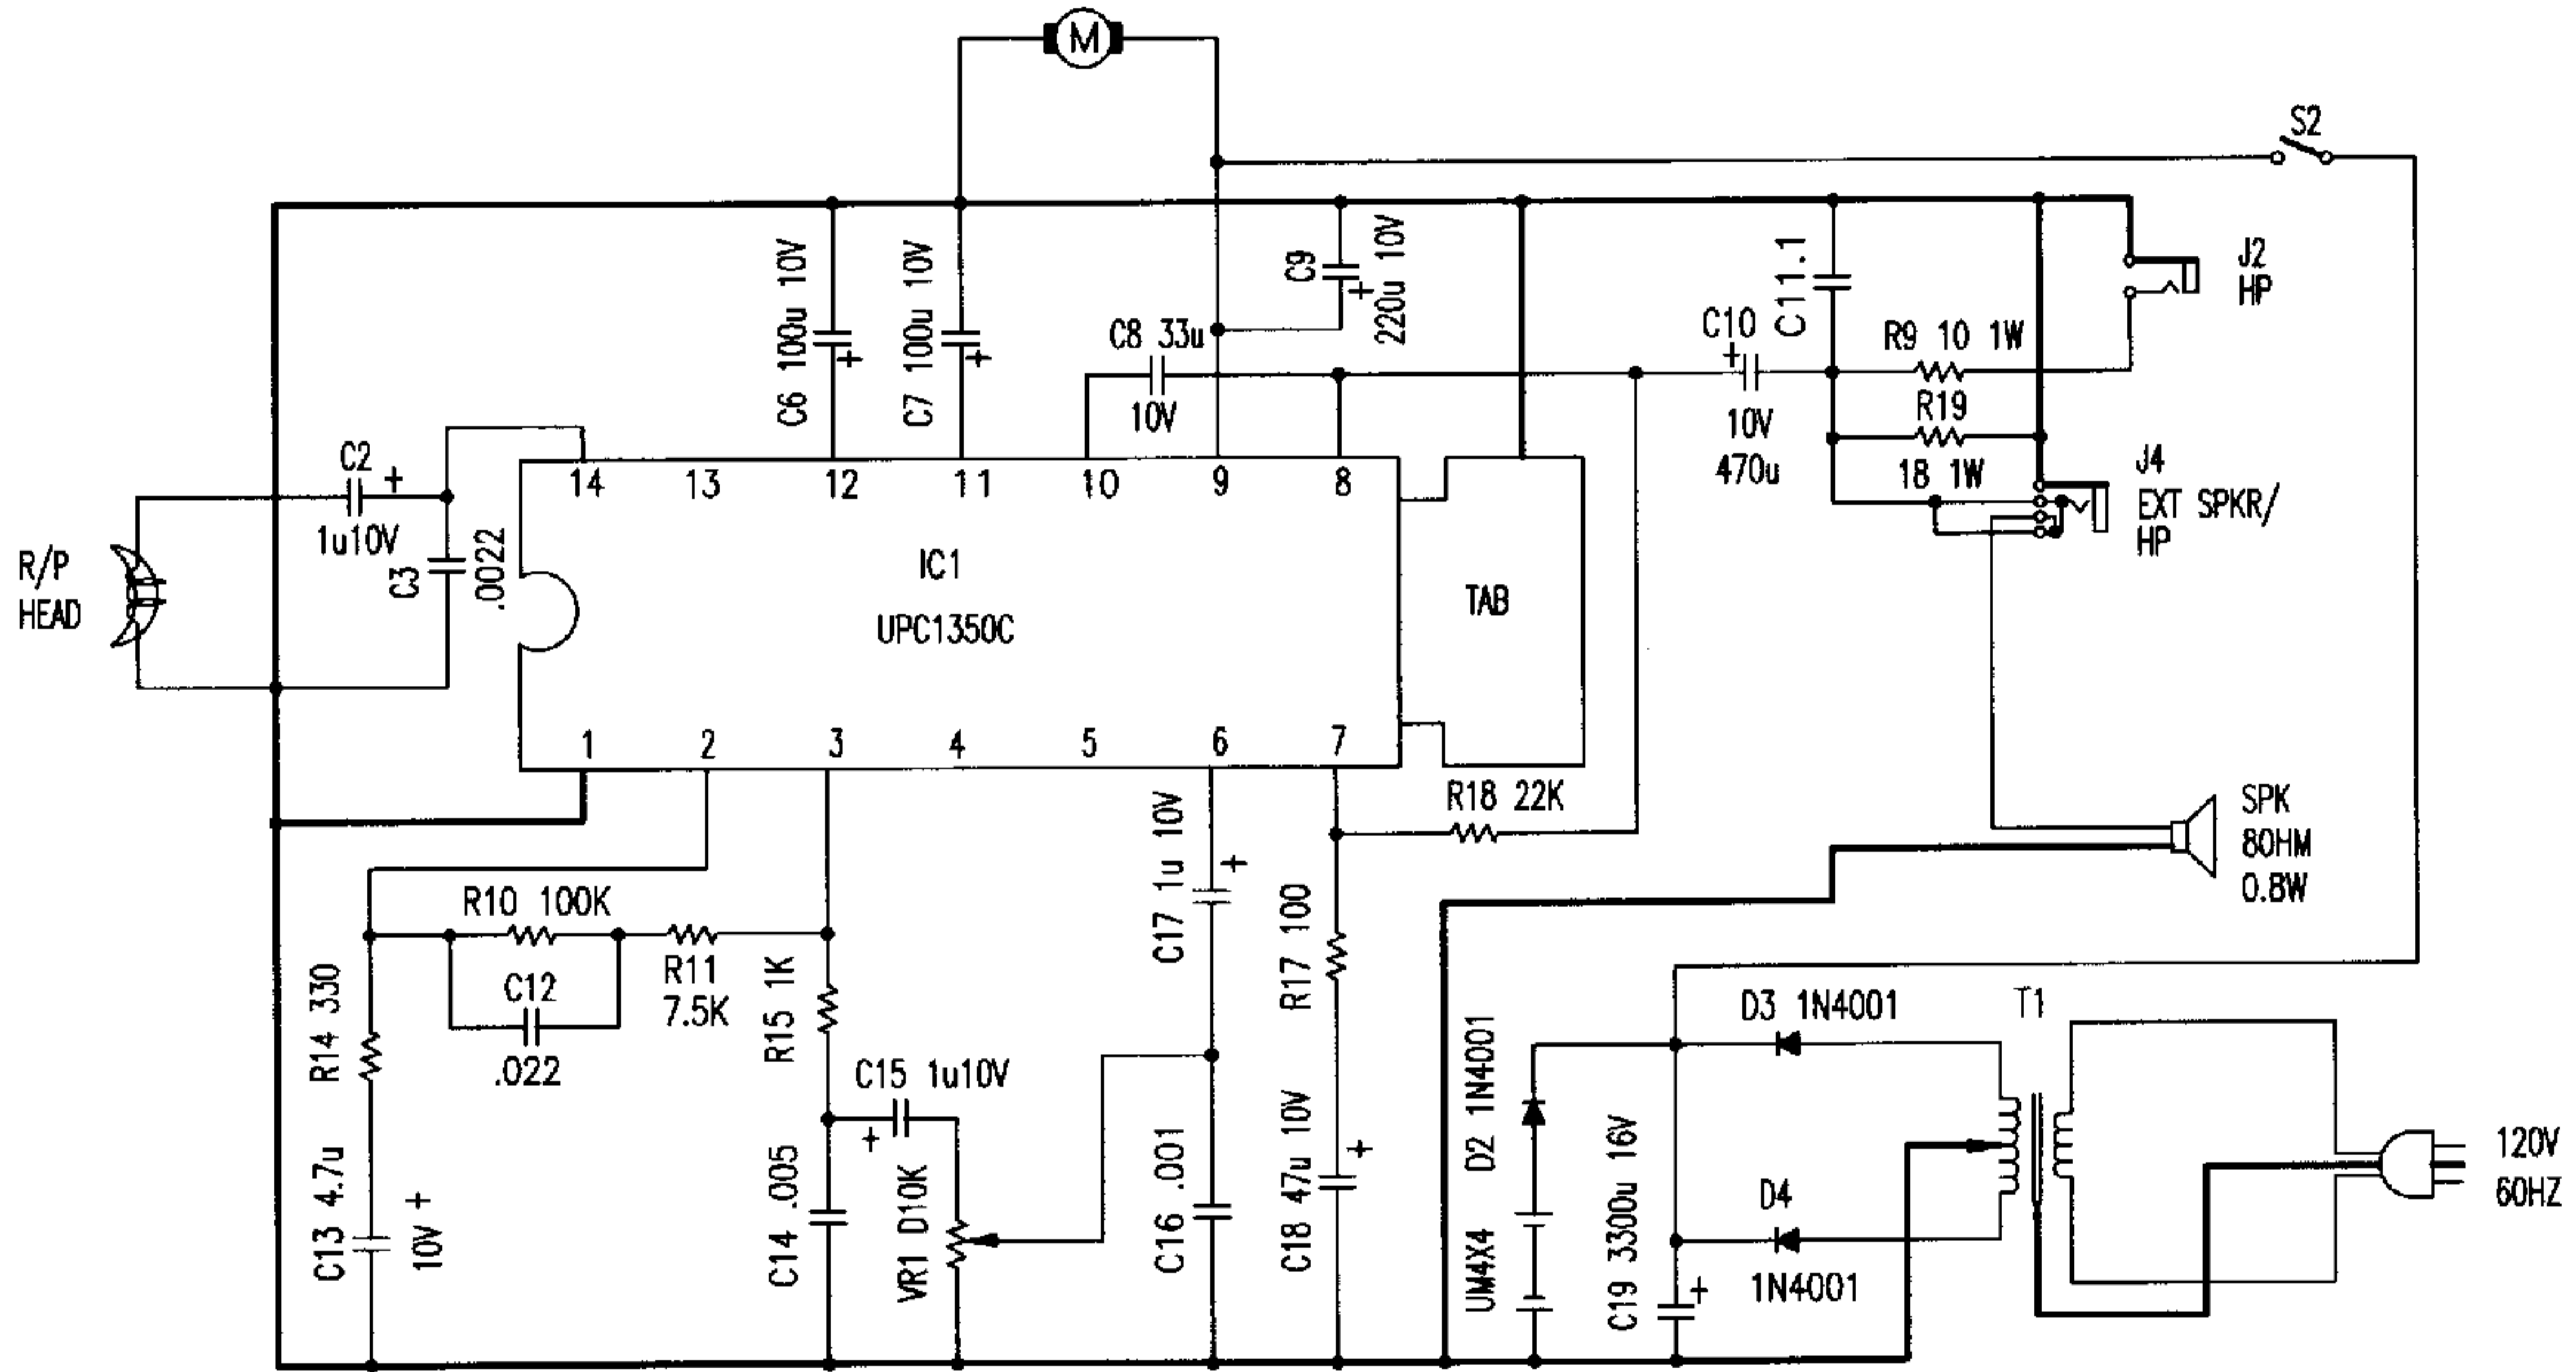 M
S2
C6 100u 10V
C7 100u 10V
C8 33u
10V
C9
220u 10V
C10
10V
470u
C11.1
R9 10 1W
R19
18 1W
J2
HP
J4
EXT SPKR/
HP
C2
1u10V
C3
.0022
R/P
HEAD
14
13
12
11
10
9
8
IC1
UPC1350C
TAB
1
2
3
4
5
6
7
R18 22K
SPK
8OHM
0.8W
R10 100K
C12
.022
R11
7.5K
R14 330
C13 4.7u
10V
R15 1K
C15 1u10V
C14 .005
VR1 D10K
C17 1u 10V
C16 .001
R17 100
C18 47u 10V
D2 1N4001
UM4X4
C19 3300u 16V
D3 1N4001
D4
1N4001
T1
120V
60HZ